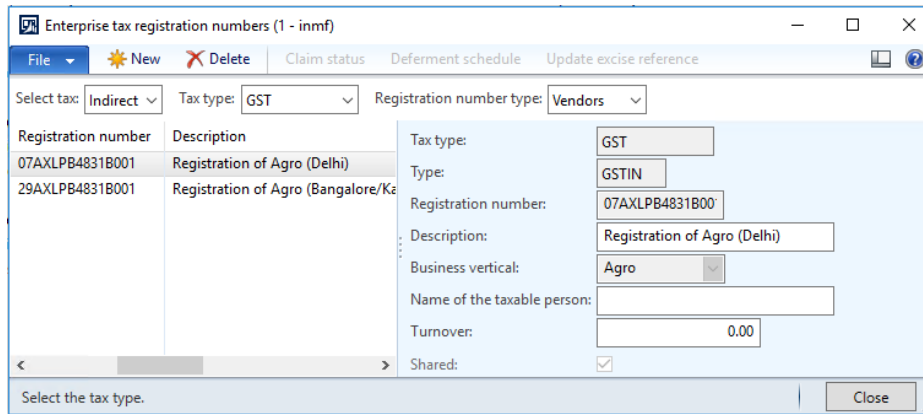 Enterprise tax registration numbers (1 - inmf)
File New Delete Claim status Deferment schedule Update excise reference
Select tax: Indirect Tax type: GST Registration number type: Vendors
Registration number Description
07AXLPB4831B001 Registration of Agro (Delhi)
29AXLPB4831B001 Registration of Agro (Bangalore/Ka
Tax type: GST
Type: GSTIN
Registration number: 07AXLPB4831B00
Description: Registration of Agro (Delhi)
Business vertical: Agro
Name of the taxable person:
Turnover: 0.00
Shared:
Select the tax type. Close